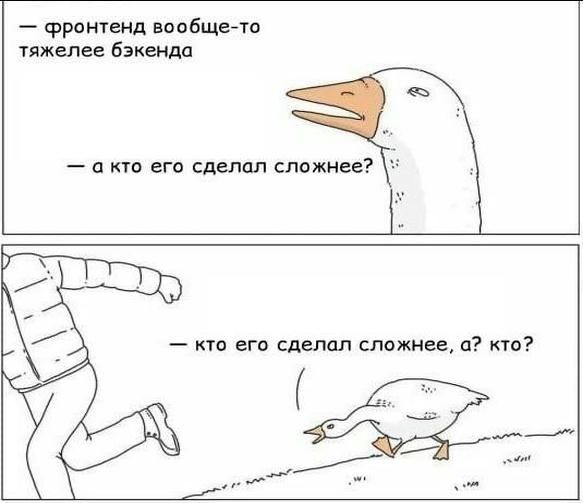 — фронтенд вообще-то
тяжелее бэкенда
— а кто его сделал сложнее?
— кто его сделал сложнее, а? кто?